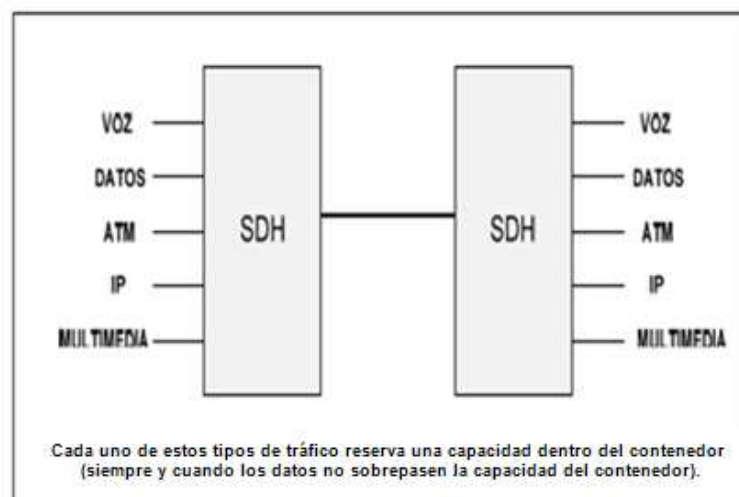 VOZ
DATOS
ATM
IP
MULTIMEDIA
SDH
SDH
VOZ
DATOS
ATM
IP
MULTIMEDIA
Cada uno de estos tipos de tráfico reserva una capacidad dentro del contenedor
(siempre y cuando los datos no sobrepasen la capacidad del contenedor).